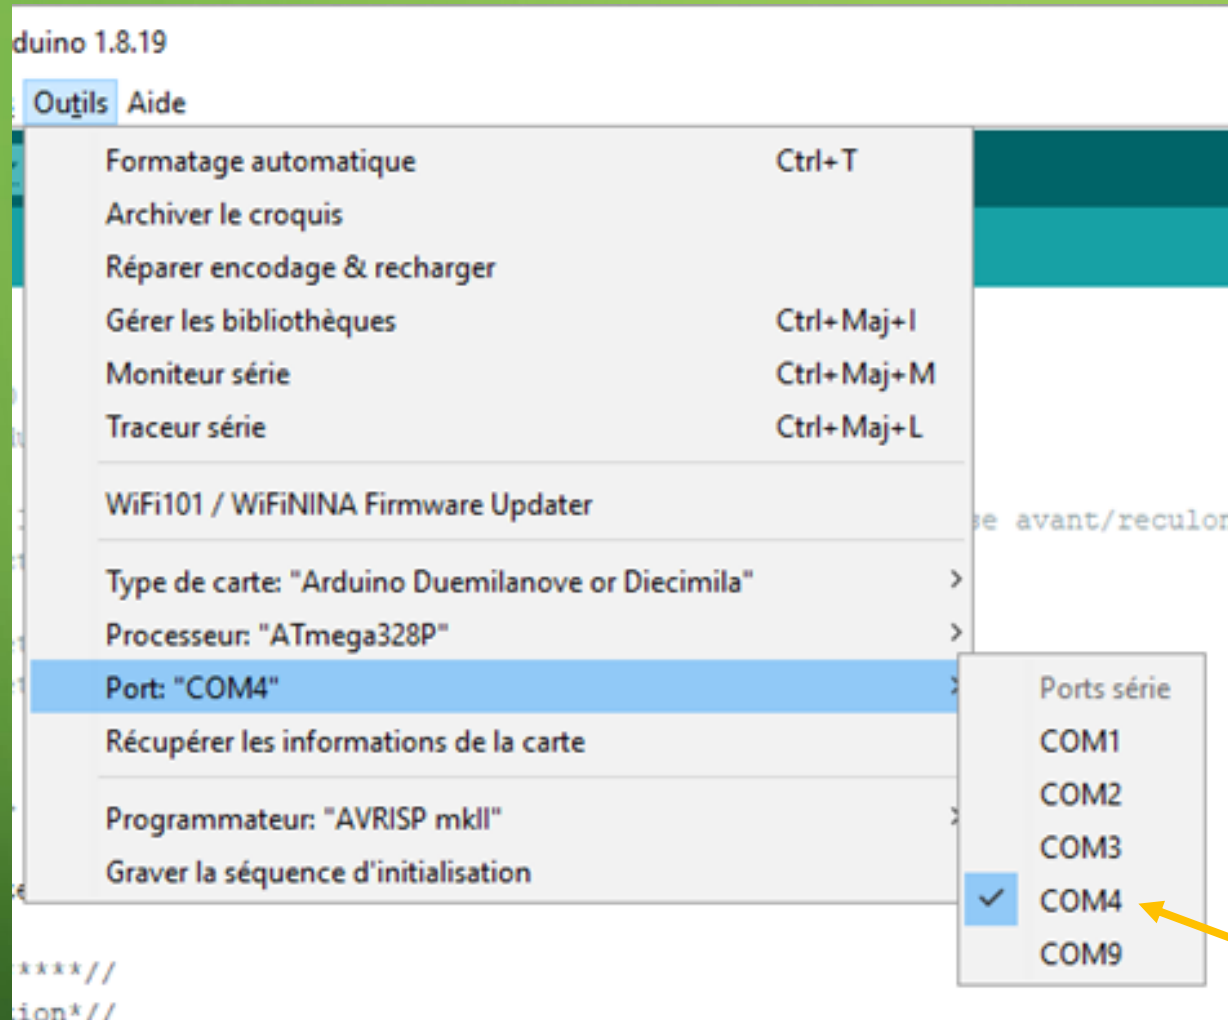 duino 1.8.19
Outils Aide
Formatage automatique Ctrl+T
Archiver le croquis
Réparer encodage & recharger
Gérer les bibliothèques Ctrl+Maj+I
Moniteur série Ctrl+Maj+M
Traceur série Ctrl+Maj+L
WiFi101 / WiFiNINA Firmware Updater
se avant/reculon
Type de carte: "Arduino Duemilanove or Diecimila"
Processeur: "ATmega328P"
Port: "COM4"
Ports série
COM1
COM2
COM3
COM4
COM9
Récupérer les informations de la carte
Programmateur: "AVRISP mkII"
Graver la séquence d'initialisation
****//
tion*//